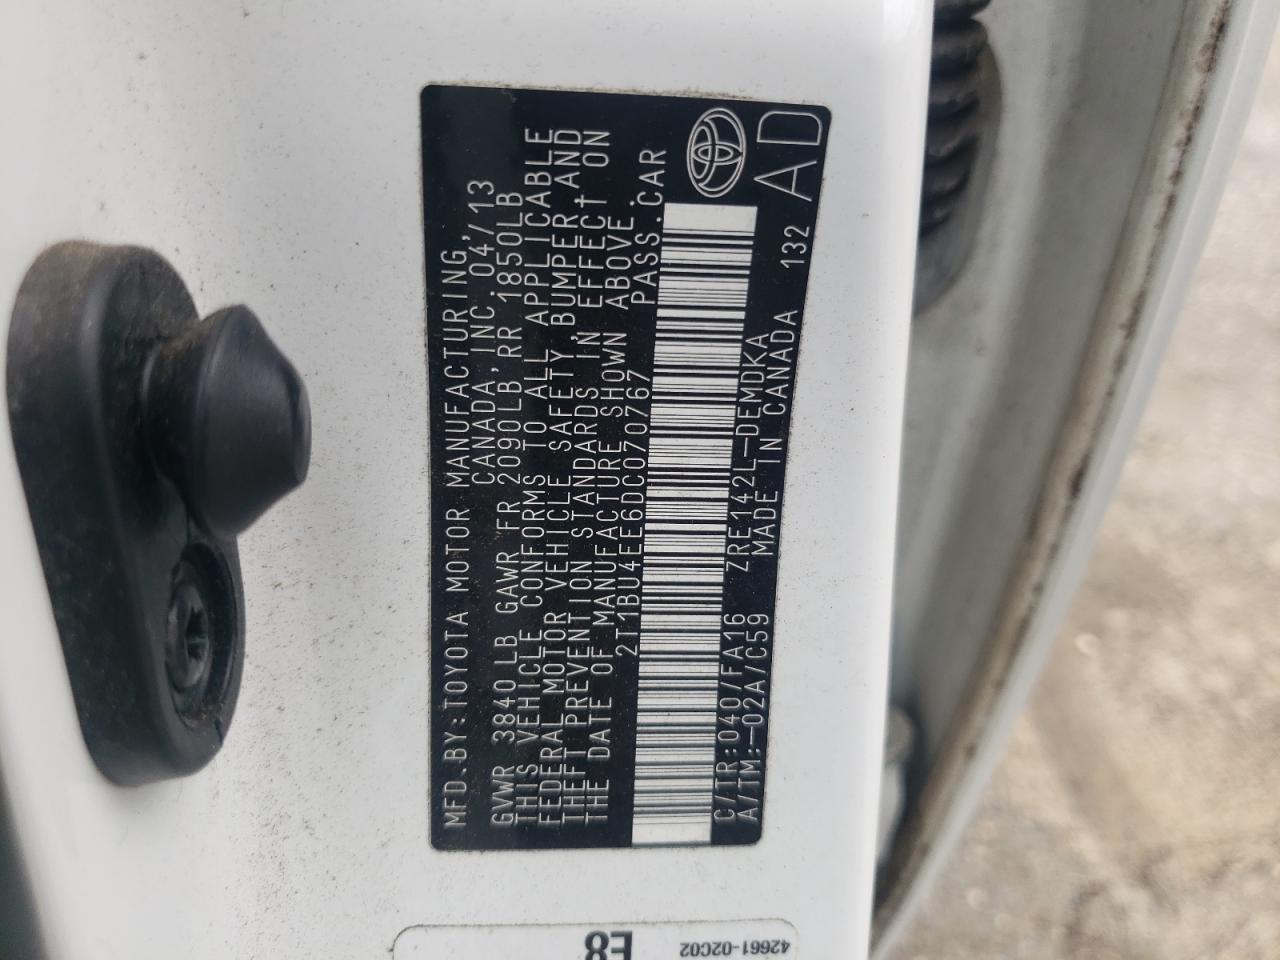 MFD.BY:TOYOTA MOTOR MANUFACTURING,
CANADA,INC. 04/13
GVWR 3840LB GAWR FR 2090LB, RR 1850LB
THIS VEHICLE CONFORMS TO ALL APPLICABLE
FEDERAL MOTOR VEHICLE SAFETY,BUMPER,AND
THEFT PREVENTION STANDARDS IN EFFECT ON
THE DATE OF MANUFACTURE SHOWN ABOVE.
2T1BU4EE6DC070767 PASS.CAR
C/TR:040/FA16 ZRE142L-DEMDKA
A/TM:-02A/C59 MADE IN CANADA 132
AD
E8
42661-02C02